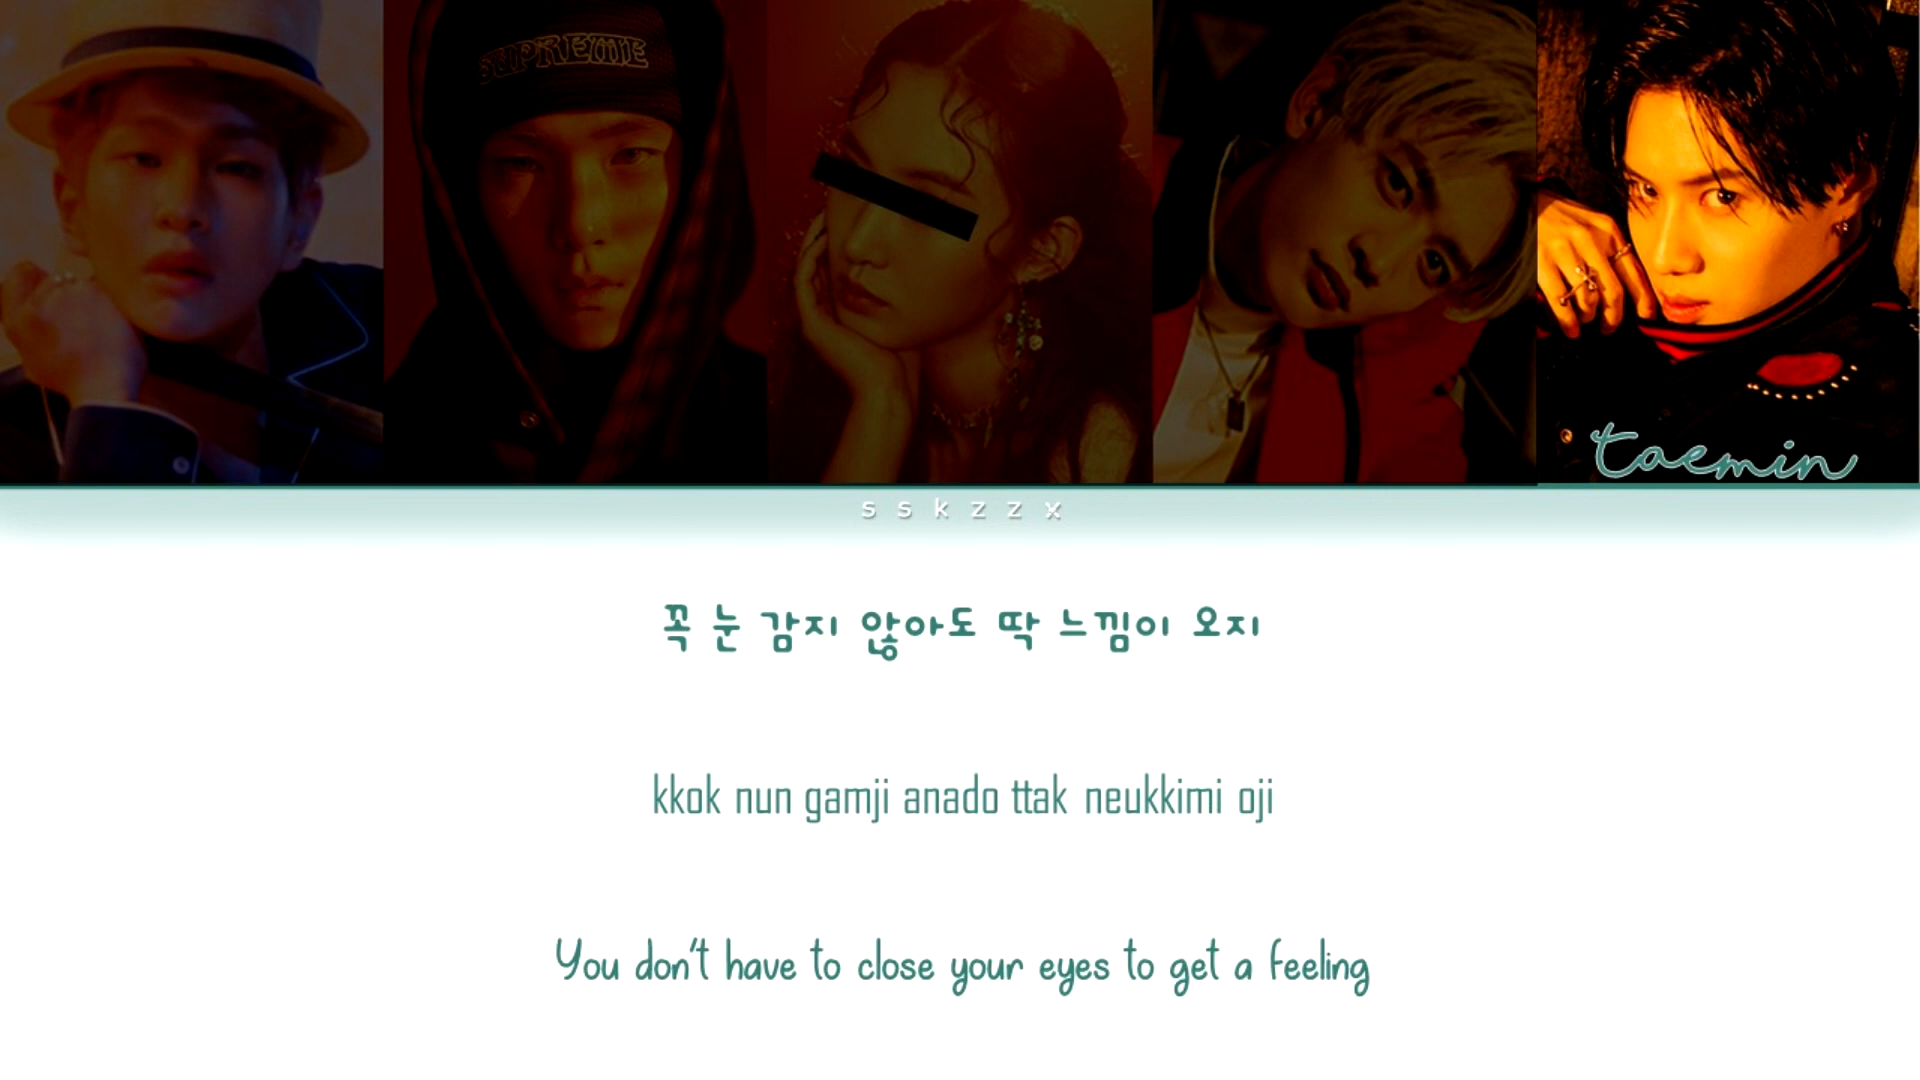 SUPREME
taemin
sskzzx
꼭 눈 감지 않아도 딱 느낌이 오지
kkok nun gamji anado ttak neukkimi oji
You don't have to close your eyes to get a feeling